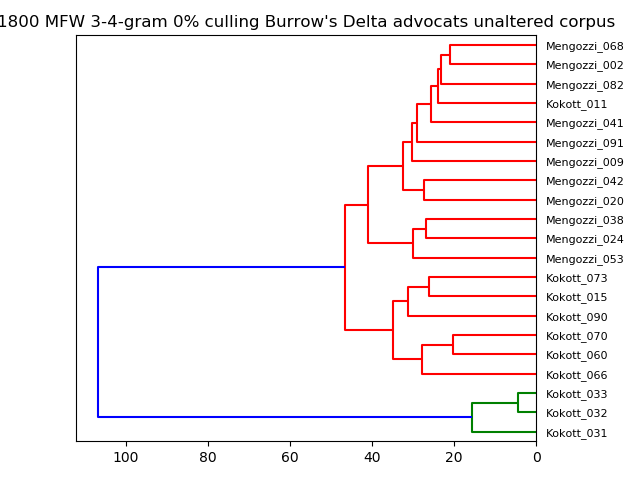 1800 MFW 3-4-gram 0% culling Burrow's Delta advocats unaltered corpus
Mengozzi_068
Mengozzi_002
Mengozzi_082
Kokott_011
Mengozzi_041
Mengozzi_091
Mengozzi_009
Mengozzi_042
Mengozzi_020
Mengozzi_038
Mengozzi_024
Mengozzi_053
Kokott_073
Kokott_015
Kokott_090
Kokott_070
Kokott_060
Kokott_066
Kokott_033
Kokott_032
Kokott_031
100 80 60 40 20 0